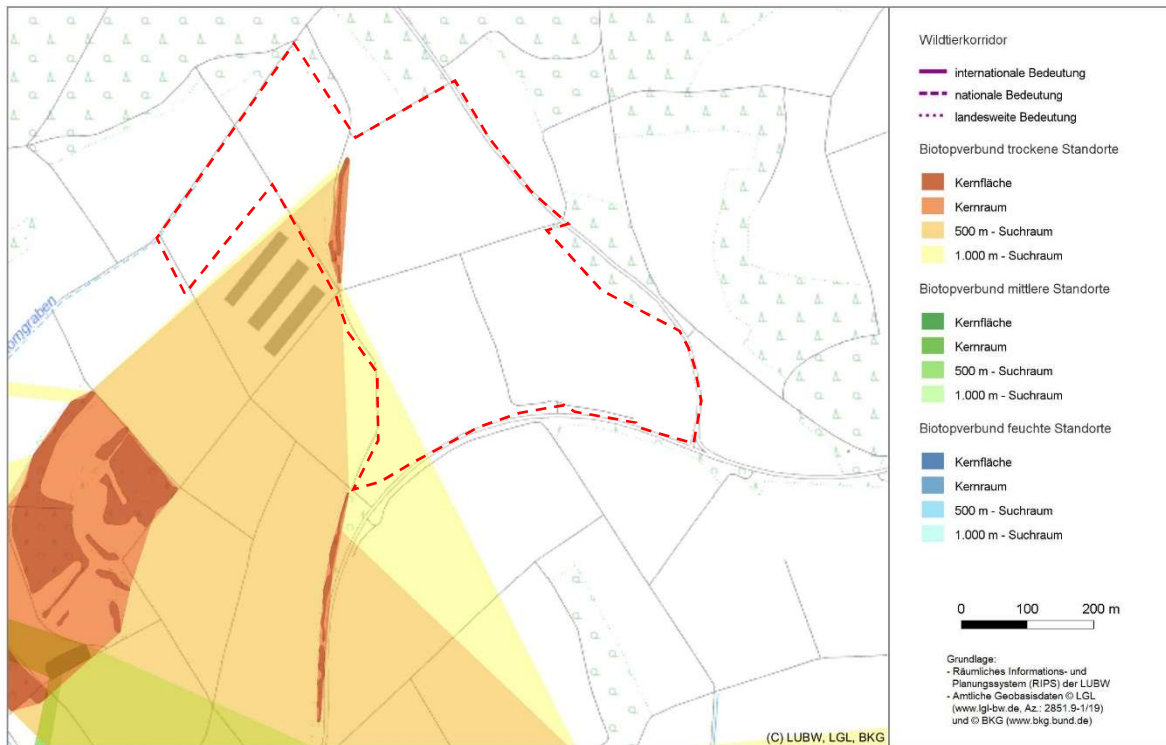 omgraben
(C) LUBW, LGL, BKG
Wildtierkorridor
internationale Bedeutung
nationale Bedeutung
landesweite Bedeutung
Biotopverbund trockene Standorte
Kernfläche
Kernraum
500 m - Suchraum
1.000 m - Suchraum
Biotopverbund mittlere Standorte
Kernfläche
Kernraum
500 m - Suchraum
1.000 m - Suchraum
Biotopverbund feuchte Standorte
Kernfläche
Kernraum
500 m - Suchraum
1.000 m - Suchraum
0 100 200 m
Grundlage:
- Räumliches Informations- und
Planungssystem (RIPS) der LUBW
- Amtliche Geobasisdaten © LGL
(www.lgl-bw.de, Az.: 2851.9-1/19)
und © BKG (www.bkg.bund.de)